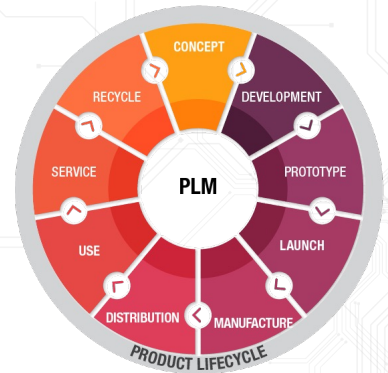 CONCEPT
DEVELOPMENT
PROTOTYPE
LAUNCH
MANUFACTURE
DISTRIBUTION
USE
SERVICE
RECYCLE
PLM
PRODUCT LIFECYCLE